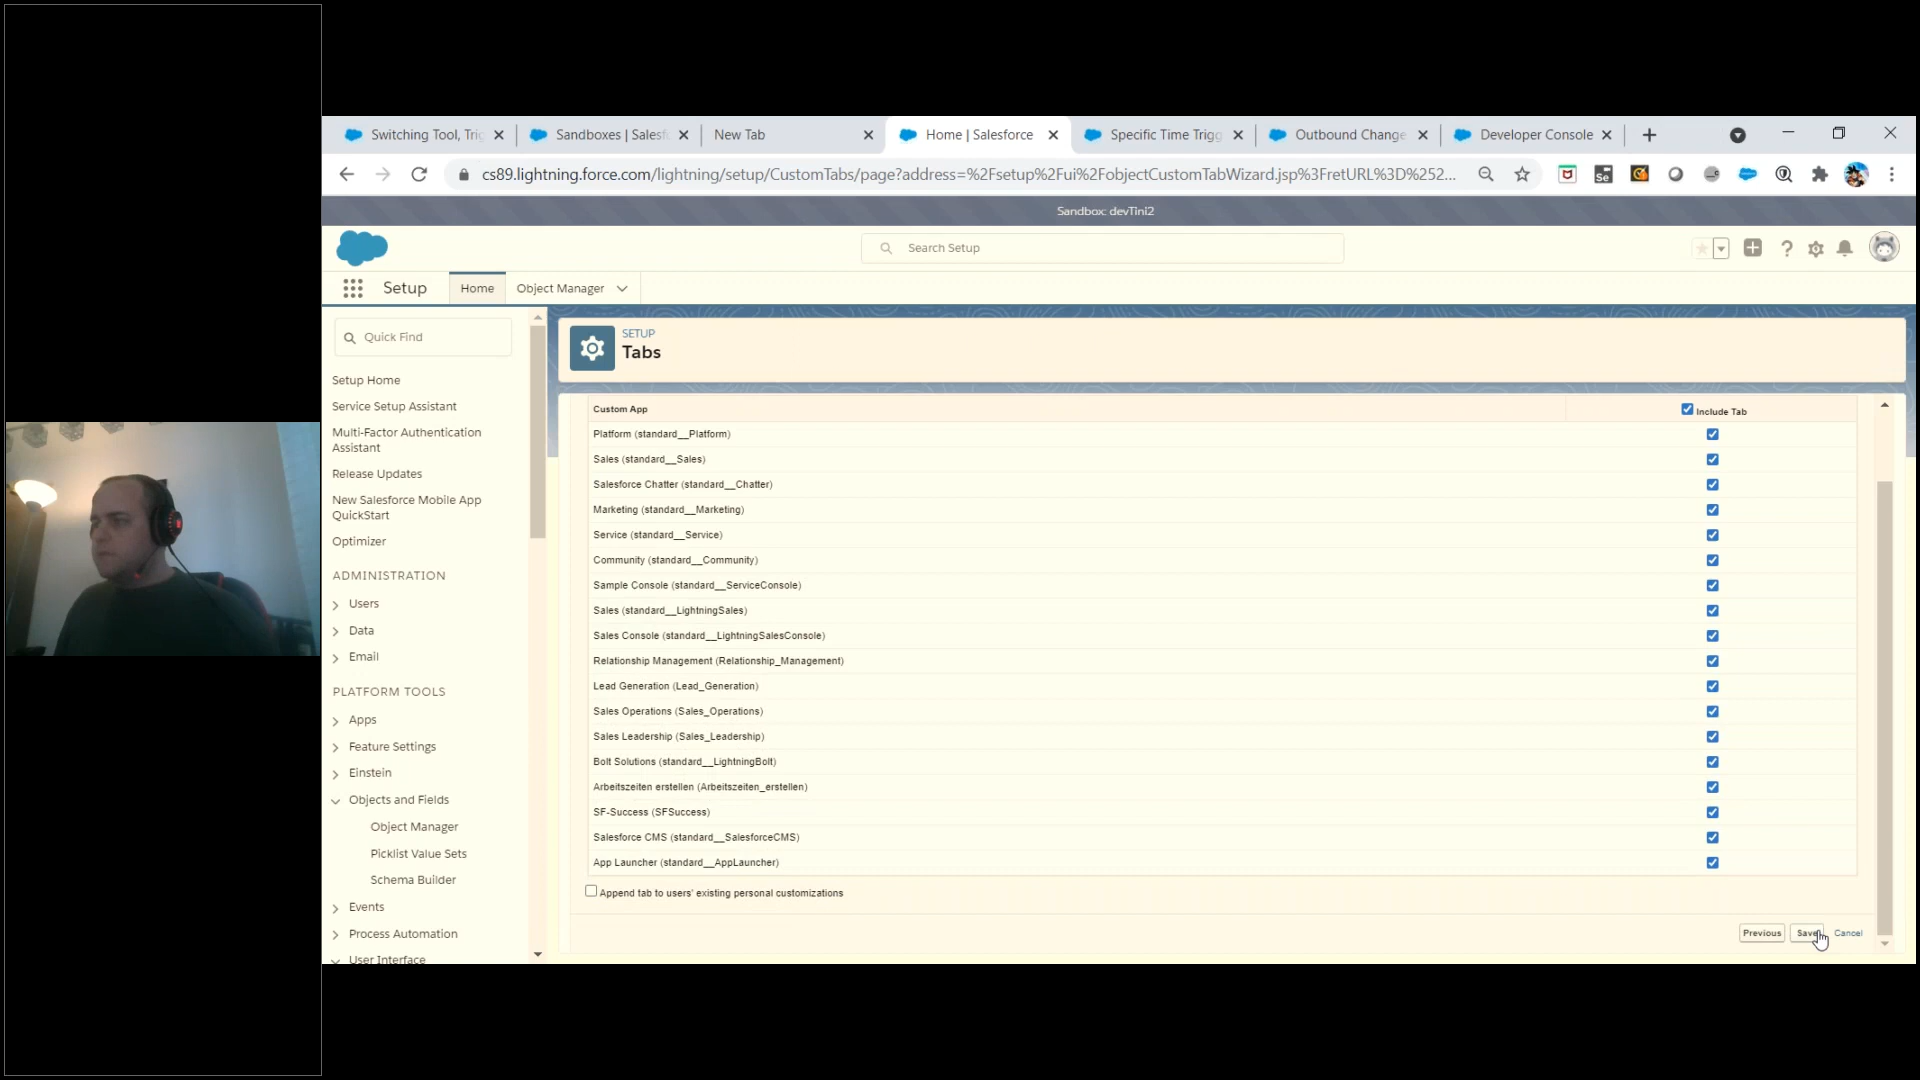 Switching Tool, Trig
Sandboxes | Salesf
New Tab
Home | Salesforce
Specific Time Trigg
Outbound Change
Developer Console
cs89.lightning.force.com/lightning/setup/CustomTabs/page?address=%2Fsetup%2Fui%2FobjectCustomTabWizard.jsp%3FretURL%3D%252...
Sandbox: devTini2
Search Setup
Setup
Home
Object Manager
Quick Find
Setup Home
Service Setup Assistant
Multi-Factor Authentication
Assistant
Release Updates
New Salesforce Mobile App
QuickStart
Optimizer
ADMINISTRATION
Users
Data
Email
PLATFORM TOOLS
Apps
Feature Settings
Einstein
Objects and Fields
Object Manager
Picklist Value Sets
Schema Builder
Events
Process Automation
User Interface
SETUP
Tabs
Custom App
Include Tab
Platform (standard__Platform)
Sales (standard__Sales)
Salesforce Chatter (standard__Chatter)
Marketing (standard__Marketing)
Service (standard__Service)
Community (standard__Community)
Sample Console (standard__ServiceConsole)
Sales (standard__LightningSales)
Sales Console (standard__LightningSalesConsole)
Relationship Management (Relationship_Management)
Lead Generation (Lead_Generation)
Sales Operations (Sales_Operations)
Sales Leadership (Sales_Leadership)
Bolt Solutions (standard__LightningBolt)
Arbeitszeiten erstellen (Arbeitszeiten_erstellen)
SF-Success (SFSuccess)
Salesforce CMS (standard__SalesforceCMS)
App Launcher (standard__AppLauncher)
Append tab to users' existing personal customizations
Previous
Save
Cancel